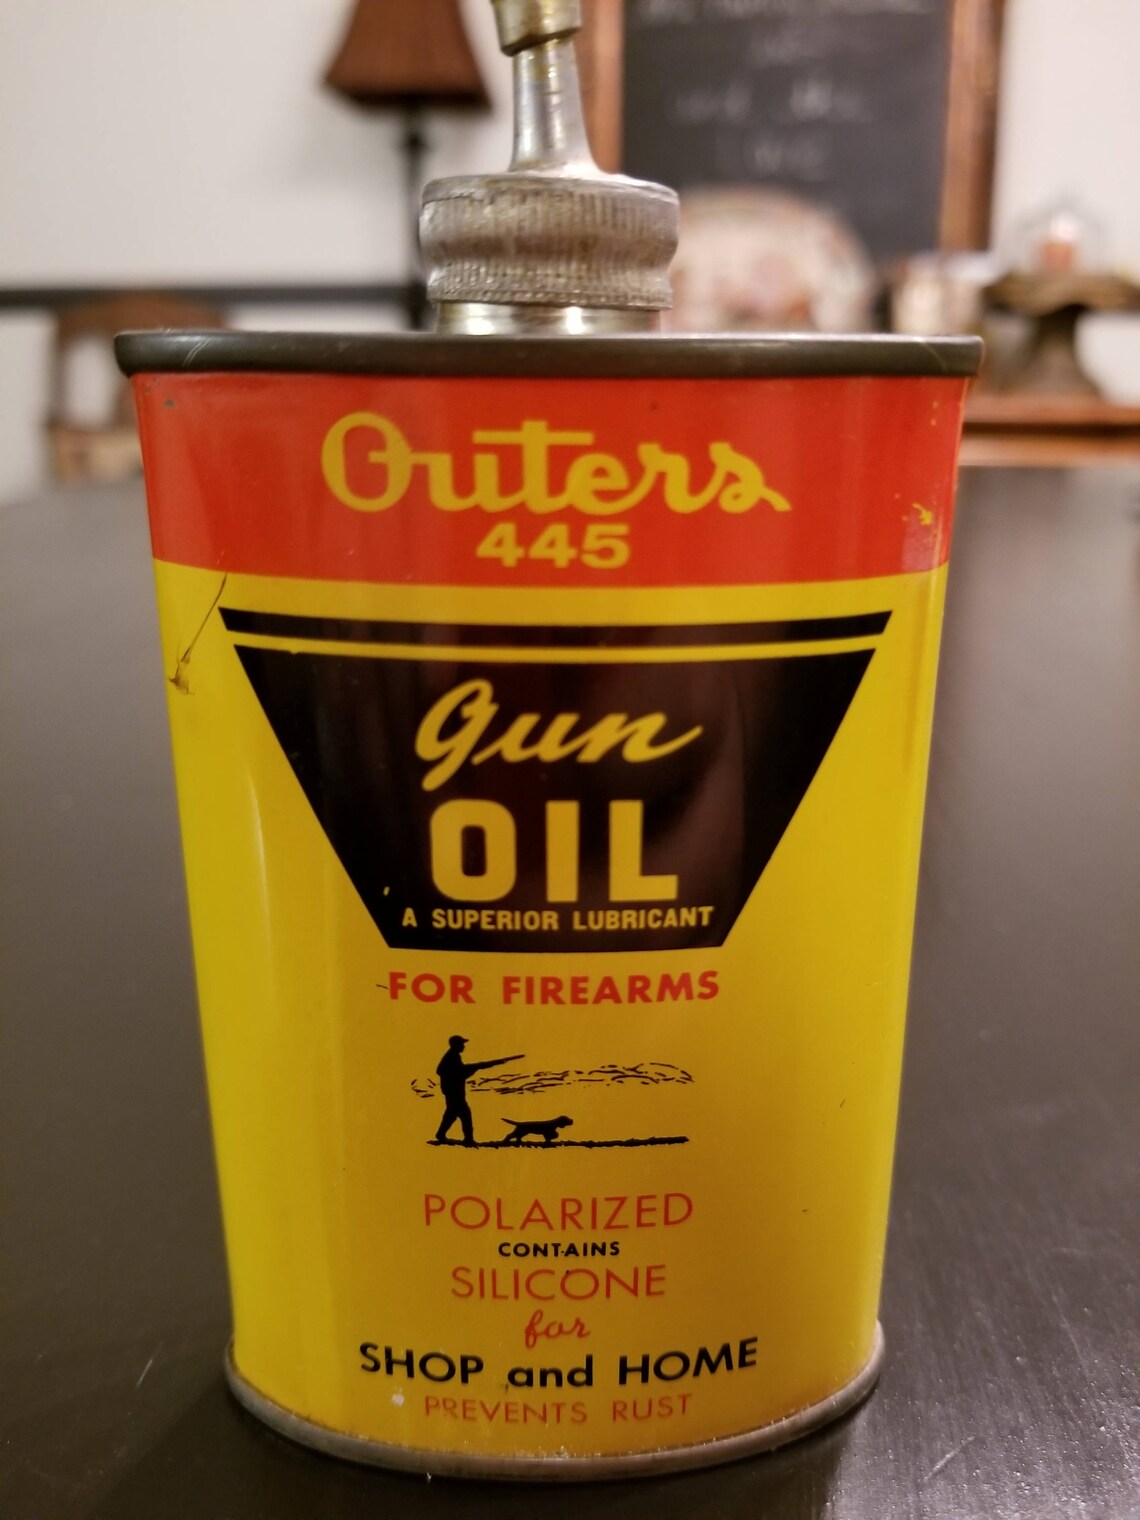 Outers
445
Gun
OIL
A SUPERIOR LUBRICANT
FOR FIREARMS
POLARIZED
CONTAINS
SILICONE
for
SHOP and HOME
PREVENTS RUST